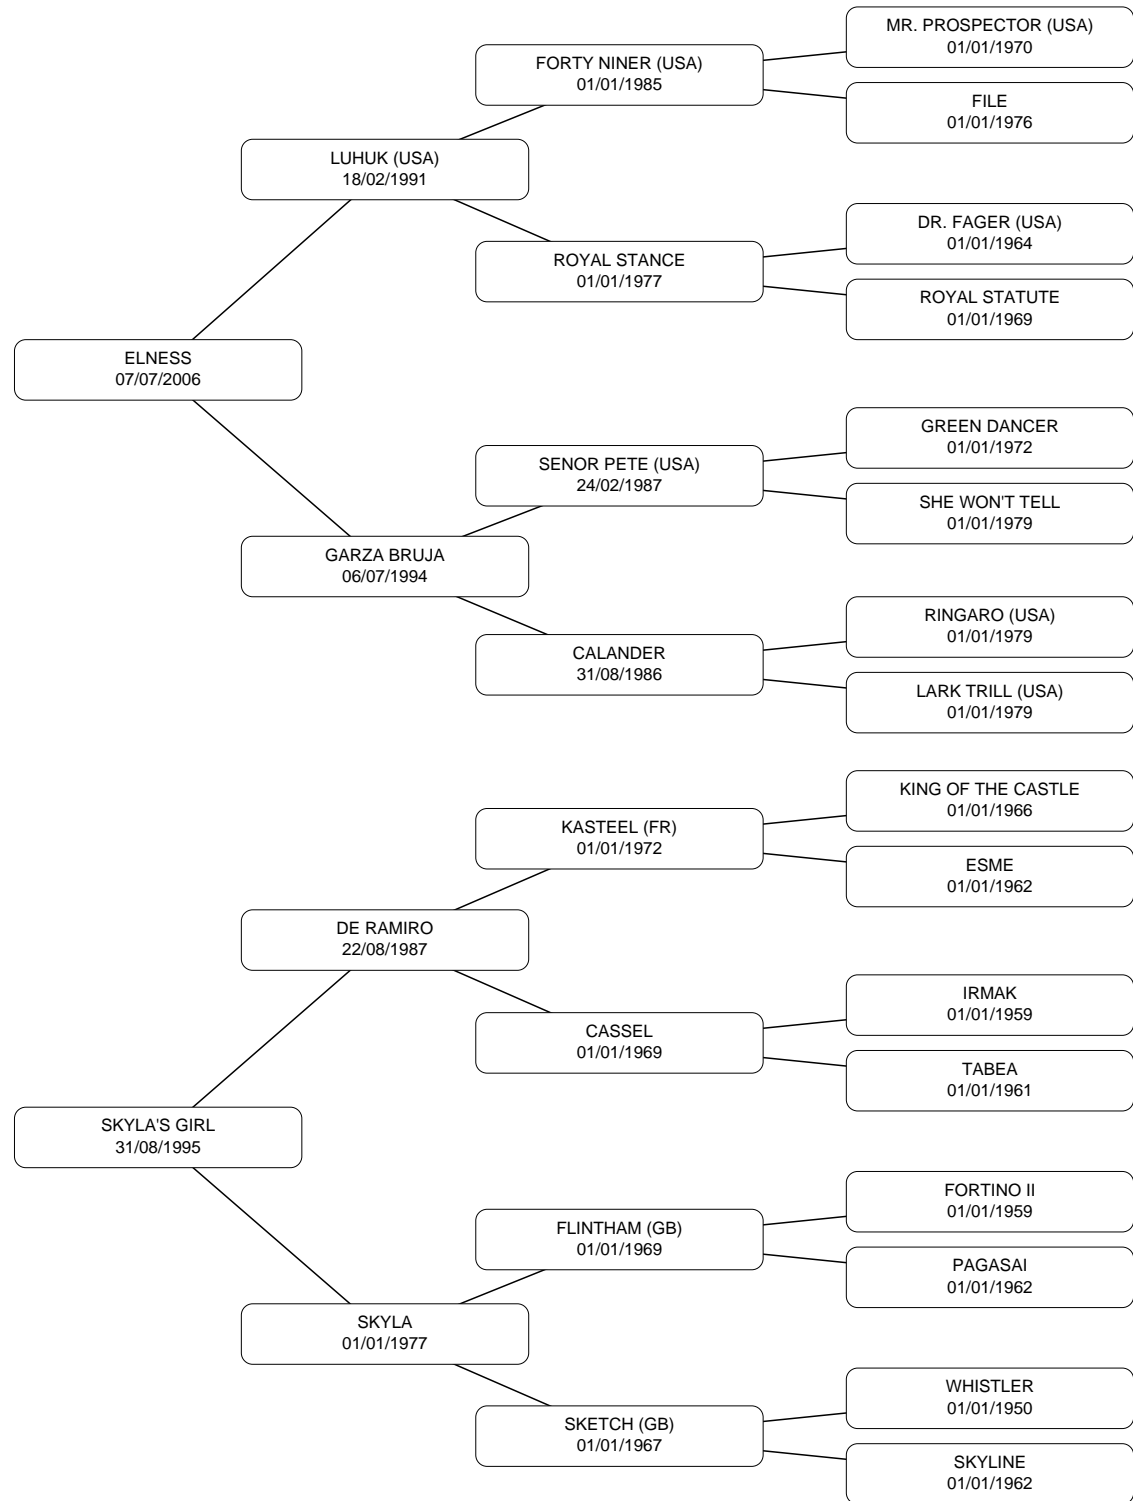 MR. PROSPECTOR (USA)
01/01/1970
FORTY NINER (USA)
01/01/1985
FILE
01/01/1976
LUHUK (USA)
18/02/1991
DR. FAGER (USA)
01/01/1964
ROYAL STANCE
01/01/1977
ROYAL STATUTE
01/01/1969
ELNESS
07/07/2006
GREEN DANCER
01/01/1972
SENOR PETE (USA)
24/02/1987
SHE WON'T TELL
01/01/1979
GARZA BRUJA
06/07/1994
RINGARO (USA)
01/01/1979
CALANDER
31/08/1986
LARK TRILL (USA)
01/01/1979
KING OF THE CASTLE
01/01/1966
KASTEEL (FR)
01/01/1972
ESME
01/01/1962
DE RAMIRO
22/08/1987
IRMAK
01/01/1959
CASSEL
01/01/1969
TABEA
01/01/1961
SKYLA'S GIRL
31/08/1995
FORTINO II
01/01/1959
FLINTHAM (GB)
01/01/1969
PAGASAI
01/01/1962
SKYLA
01/01/1977
WHISTLER
01/01/1950
SKETCH (GB)
01/01/1967
SKYLINE
01/01/1962